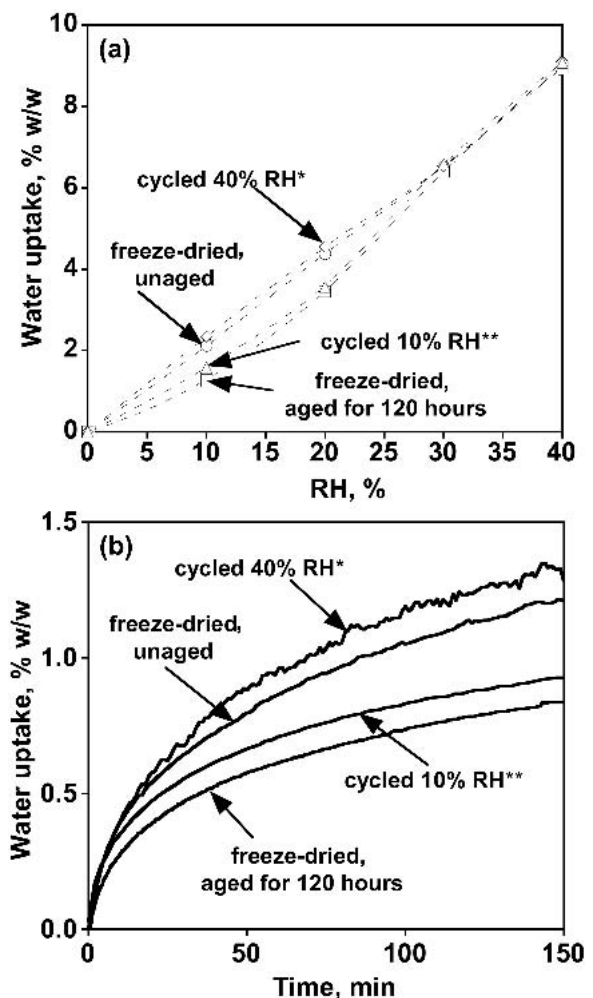 (a)
10
8
6
4
2
0
Water uptake, % w/w
cycled 40% RH*
freeze-dried,
unaged
cycled 10% RH**
freeze-dried,
aged for 120 hours
0 5 10 15 20 25 30 35 40
RH, %
(b)
1.5
1.0
0.5
0.0
Water uptake, % w/w
cycled 40% RH*
freeze-dried,
unaged
cycled 10% RH**
freeze-dried,
aged for 120 hours
0 50 100 150
Time, min